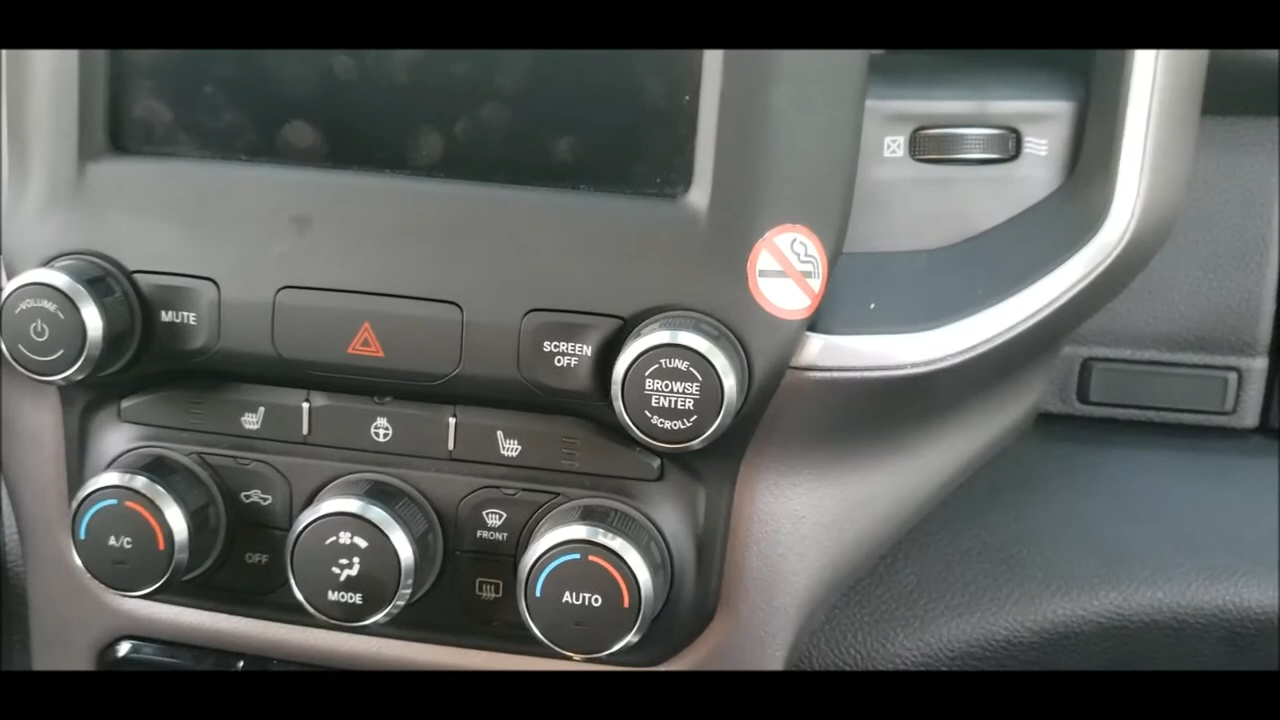 VOLUME
MUTE
SCREEN
OFF
TUNE
BROWSE
ENTER
SCROLL
A/C
OFF
MODE
FRONT
AUTO